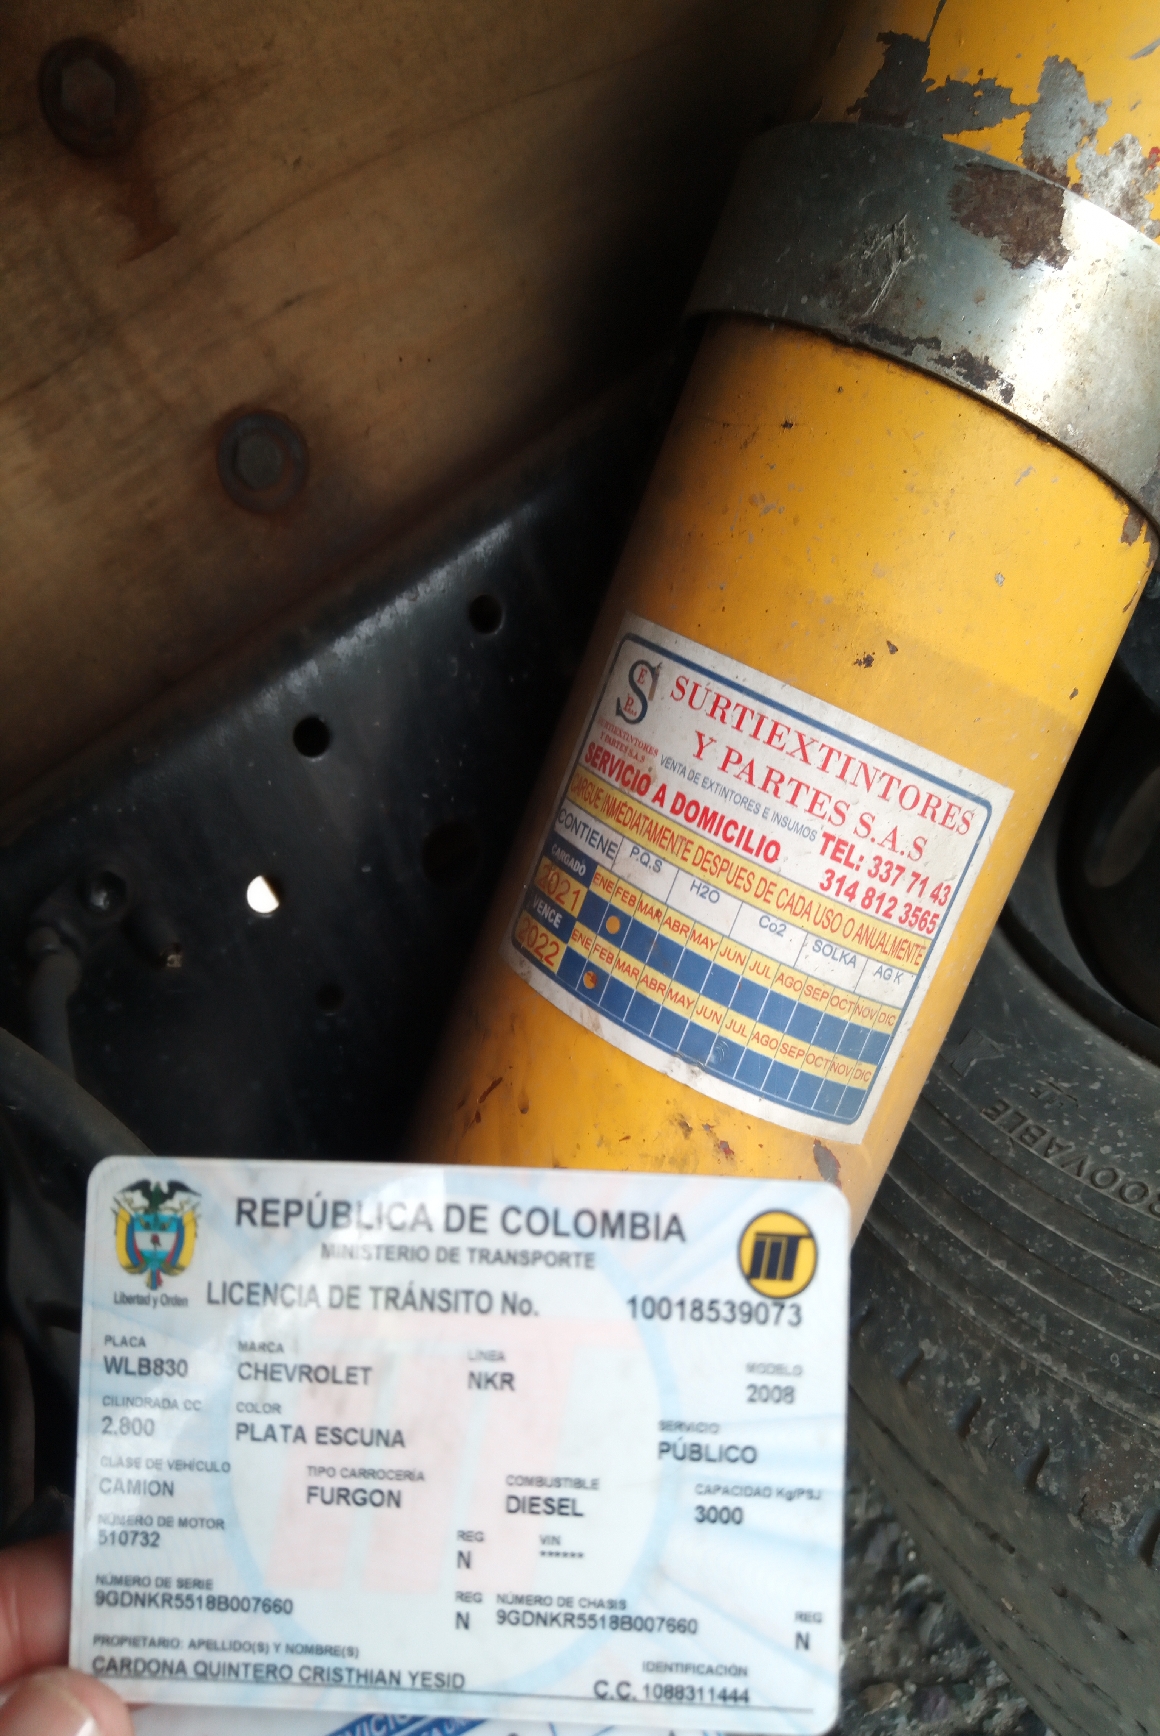 E
S
P.
S.A.S
SURTIEXTINTORES
Y PARTES S.A.S
SURTIEXTINTORES
Y PARTES S.A.S
VENTA DE EXTINTORES E INSUMOS
SERVICIO A DOMICILIO
TEL: 337 71 43
314 812 3565
CARGUE INMEDIATAMENTE DESPUES DE CADA USO O ANUALMENTE
CONTIENE P.Q.S H2O Co2 SOLKA AGK
CARGADO
2021
ENE FEB MAR ABR MAY JUN JUL AGO SEP OCT NOV DIC
VENCE
2022
ENE FEB MAR ABR MAY JUN JUL AGO SEP OCT NOV DIC
REPÚBLICA DE COLOMBIA
MINISTERIO DE TRANSPORTE
Libertad y Orden
LICENCIA DE TRÁNSITO No. 10018539073
PLACA MARCA LINEA MODELO
WLB830 CHEVROLET NKR 2008
CILINDRADA CC COLOR SERVICIO
2.800 PLATA ESCUNA PÚBLICO
CLASE DE VEHÍCULO TIPO CARROCERÍA COMBUSTIBLE CAPACIDAD Kg/PSJ
CAMION FURGON DIESEL 3000
NÚMERO DE MOTOR REG VIN
510732 N ******
NÚMERO DE SERIE REG NÚMERO DE CHASIS REG
9GDNKR5518B007660 N 9GDNKR5518B007660 N
PROPIETARIO: APELLIDO(S) Y NOMBRE(S) IDENTIFICACIÓN
CARDONA QUINTERO CRISTHIAN YESID C.C. 1088311444